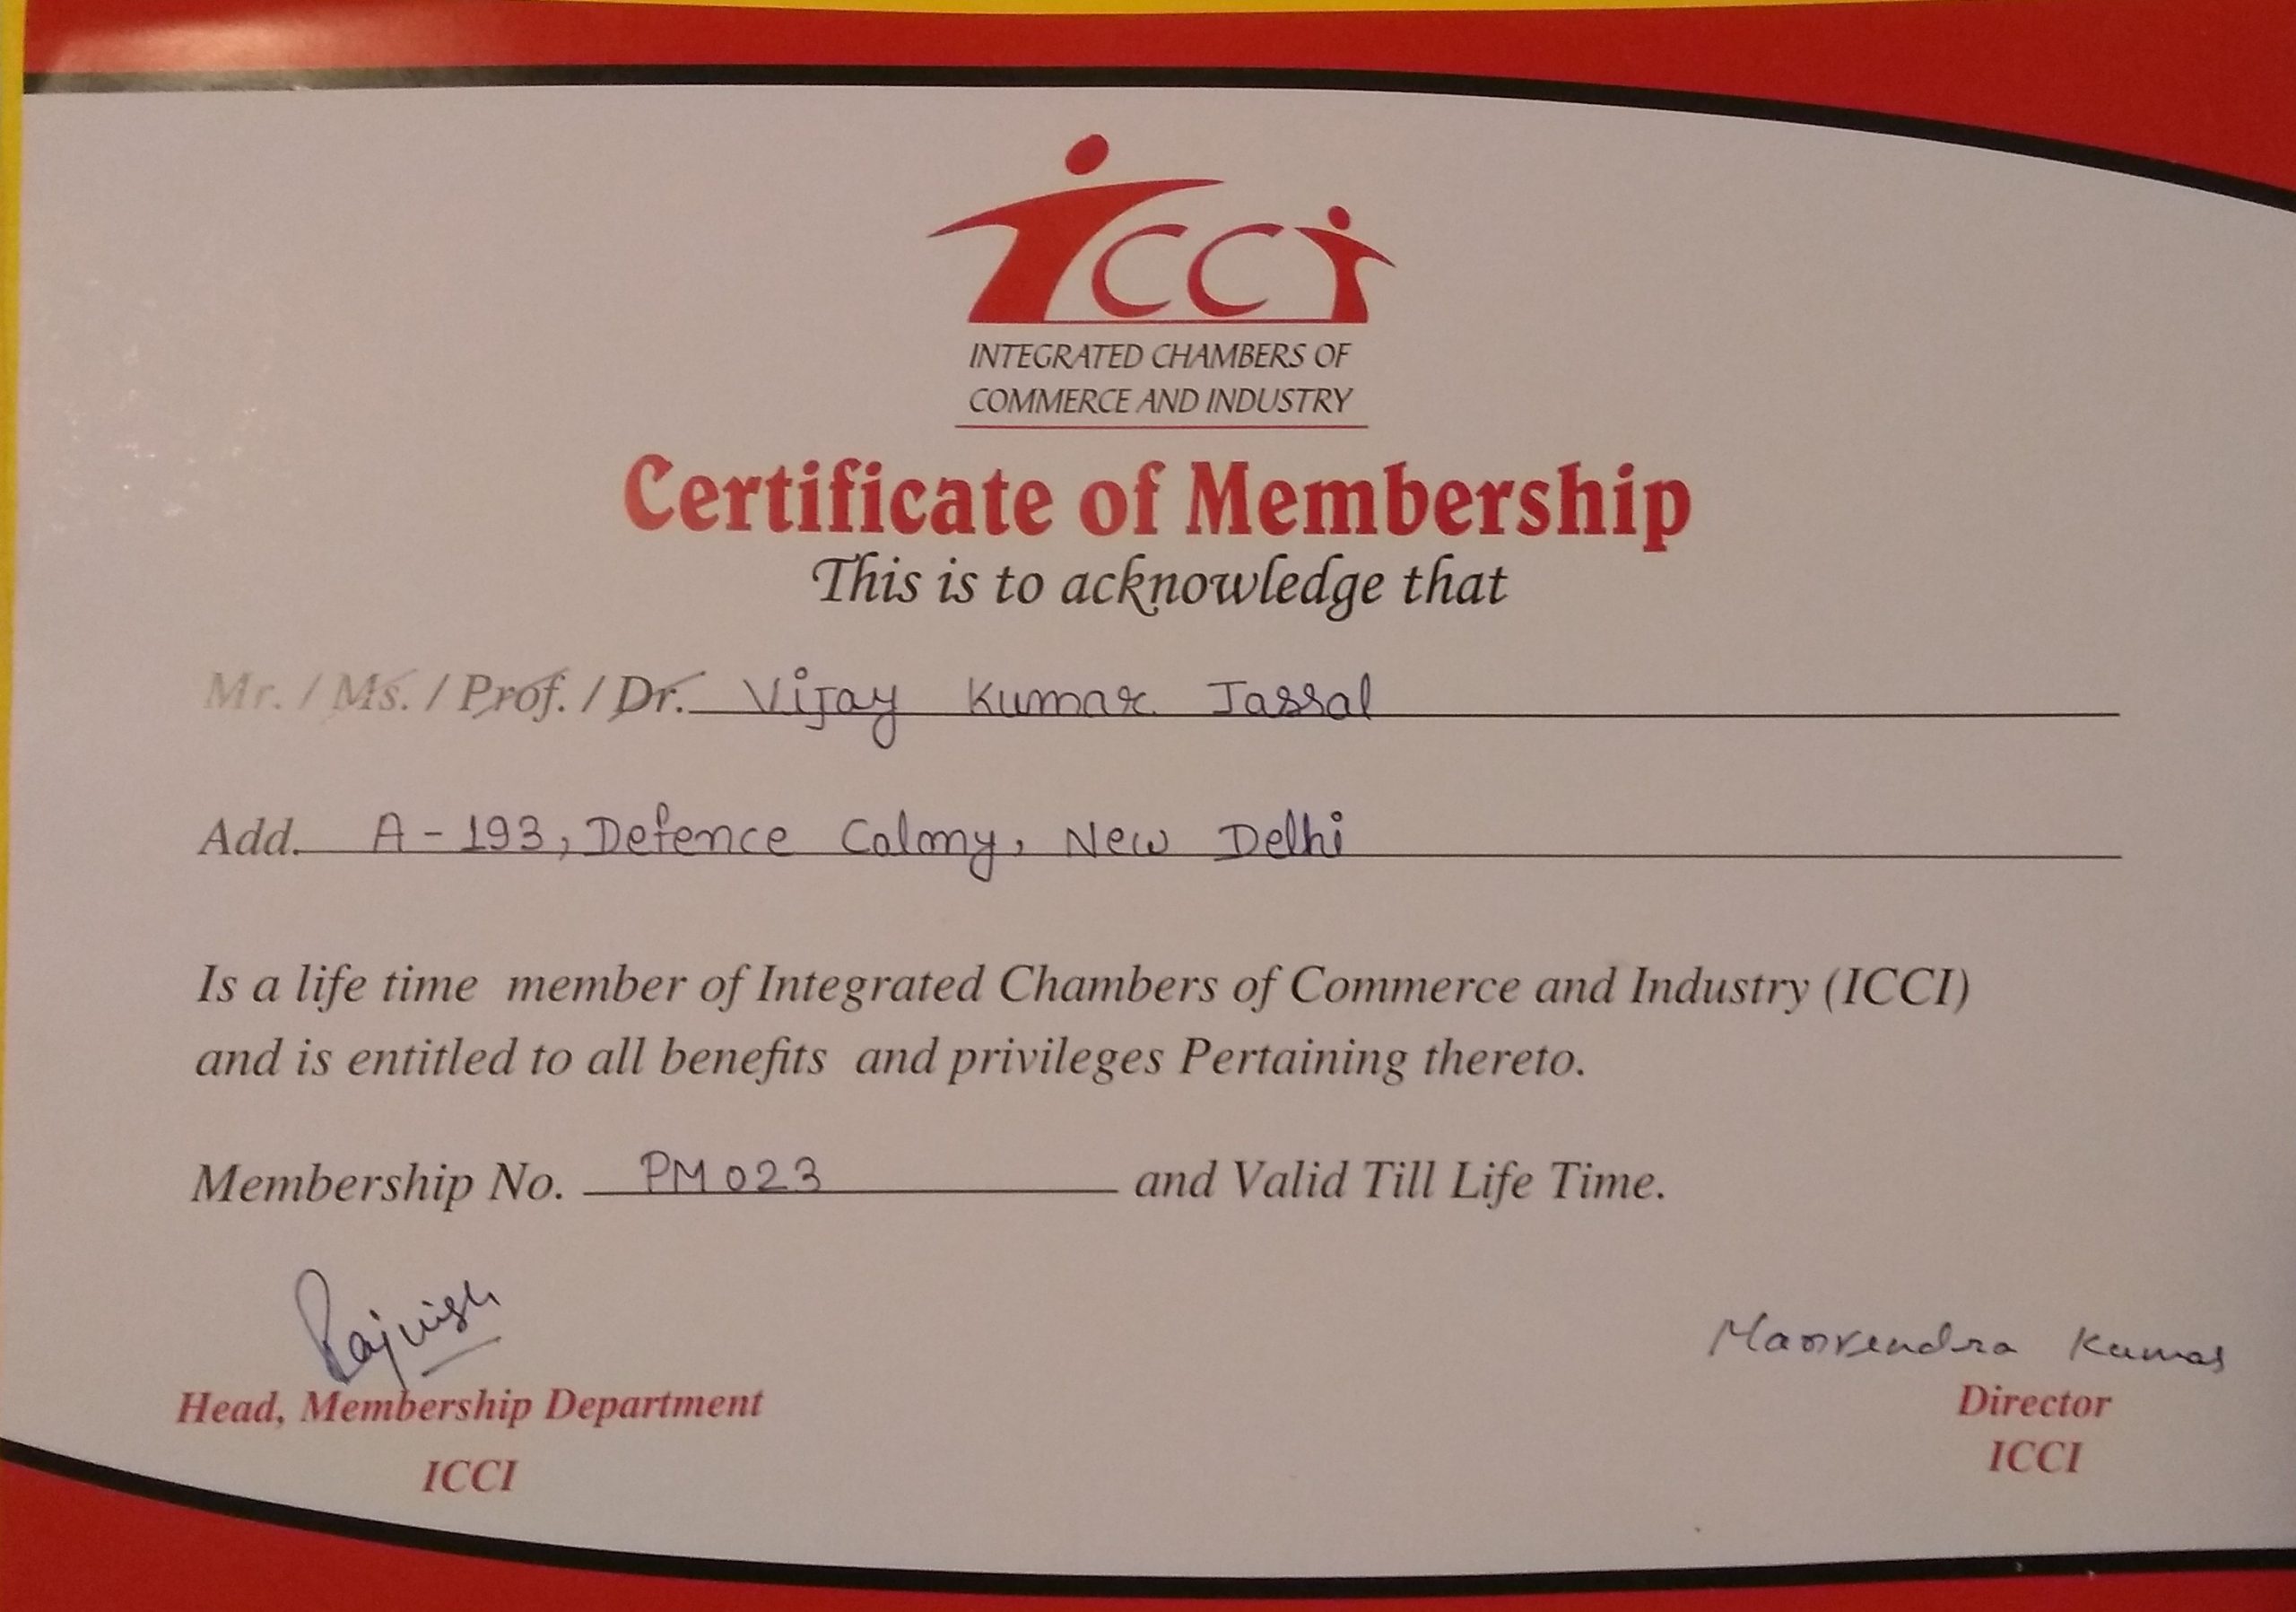 ICCI
INTEGRATED CHAMBERS OF
COMMERCE AND INDUSTRY
Certificate of Membership
This is to acknowledge that
Mr. / Ms. / Prof. / Dr. Vijay Kumar Jassal
Add. A-193, Defence Colony, New Delhi
Is a life time member of Integrated Chambers of Commerce and Industry (ICCI)
and is entitled to all benefits and privileges Pertaining thereto.
Membership No. PM023 and Valid Till Life Time.
Rajnish
Manvendra Kumar
Head, Membership Department
Director
ICCI
ICCI